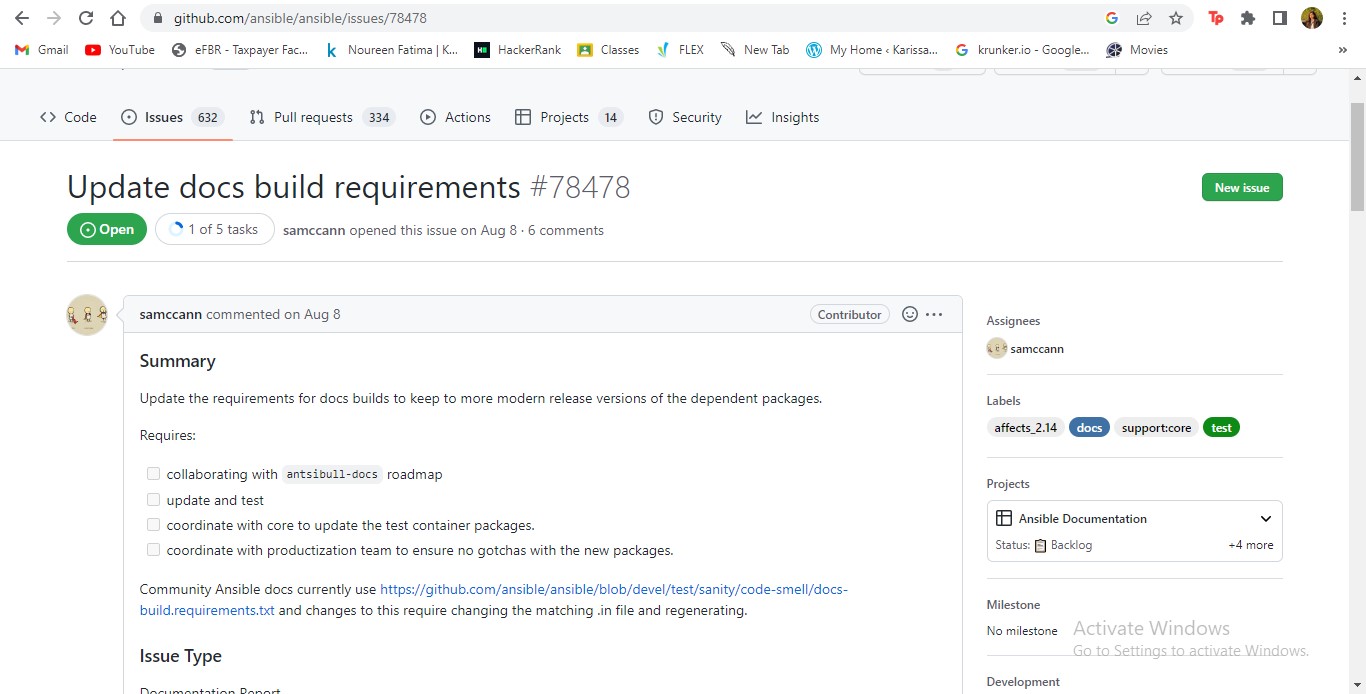 github.com/ansible/ansible/issues/78478
Gmail YouTube eFBR - Taxpayer Fac... Noureen Fatima | K... HackerRank Classes FLEX New Tab My Home ‹ Karissa... krunker.io - Google... Movies »
Code Issues 632 Pull requests 334 Actions Projects 14 Security Insights
Update docs build requirements #78478
New issue
Open 1 of 5 tasks samccann opened this issue on Aug 8 · 6 comments
samccann commented on Aug 8 Contributor
Summary
Update the requirements for docs builds to keep to more modern release versions of the dependent packages.
Requires:
collaborating with antsibull-docs roadmap
update and test
coordinate with core to update the test container packages.
coordinate with productization team to ensure no gotchas with the new packages.
Community Ansible docs currently use https://github.com/ansible/ansible/blob/devel/test/sanity/code-smell/docs-
build.requirements.txt and changes to this require changing the matching .in file and regenerating.
Issue Type
Documentation Report
Assignees
samccann
Labels
affects_2.14 docs support:core test
Projects
Ansible Documentation
Status: Backlog +4 more
Milestone
No milestone
Activate Windows
Go to Settings to activate Windows.
Development